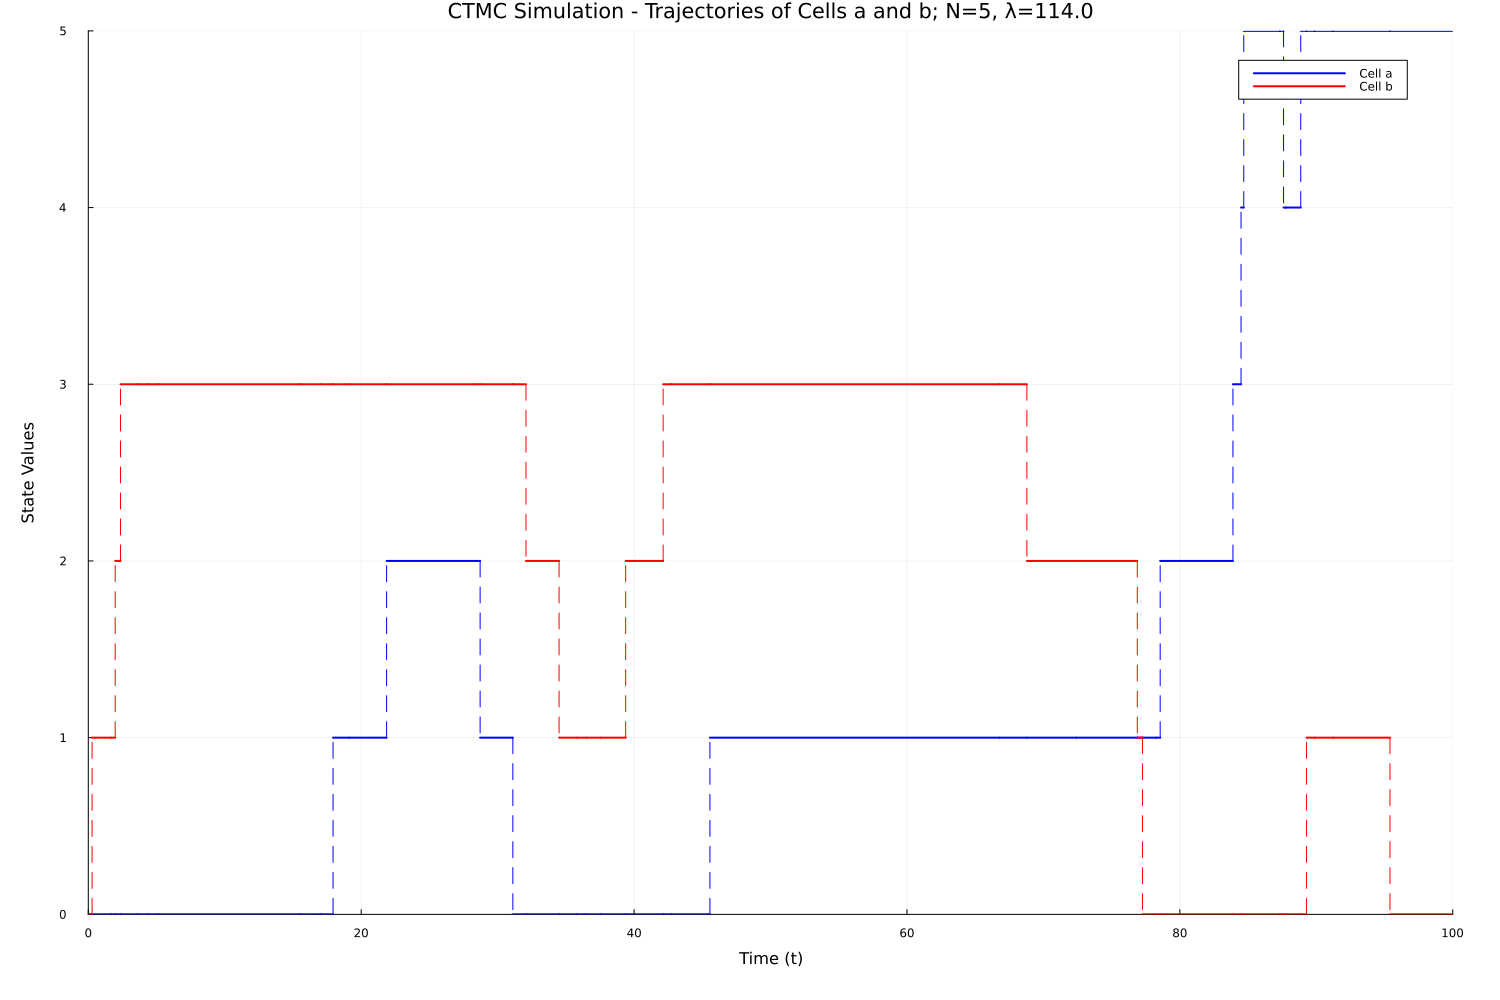 CTMC Simulation - Trajectories of Cells a and b; N=5, λ=114.0
5
Cell a
Cell b
4
3
State Values
2
1
0
0 20 40 60 80 100
Time (t)